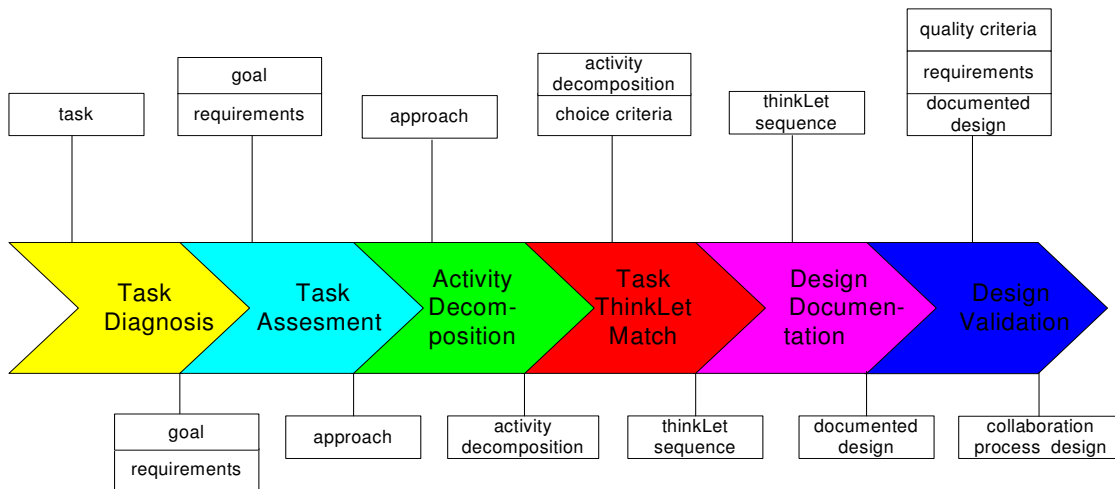 quality criteria
requirements
documented
design
goal
requirements
activity
decomposition
choice criteria
task
approach
thinkLet
sequence
Task
Diagnosis
Task
Assesment
Activity
Decom-
position
Task
ThinkLet
Match
Design
Documen-
tation
Design
Validation
goal
requirements
approach
activity
decomposition
thinkLet
sequence
documented
design
collaboration
process design